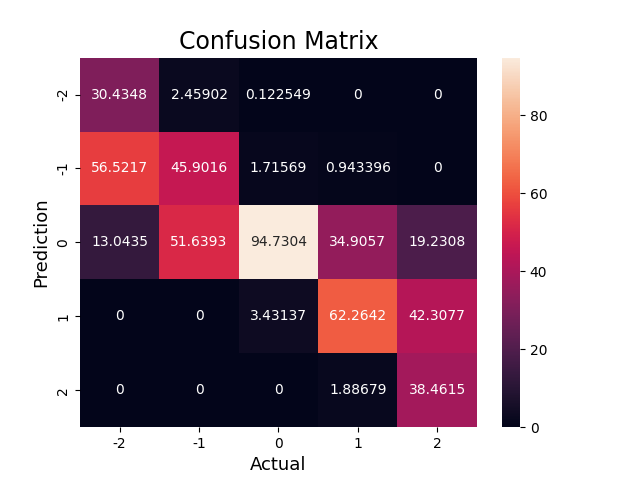 Confusion Matrix
-2 30.4348 2.45902 0.122549 0 0
-1 56.5217 45.9016 1.71569 0.943396 0
0 13.0435 51.6393 94.7304 34.9057 19.2308
1 0 0 3.43137 62.2642 42.3077
2 0 0 0 1.88679 38.4615
-2 -1 0 1 2
Actual
Prediction
80
60
40
20
0